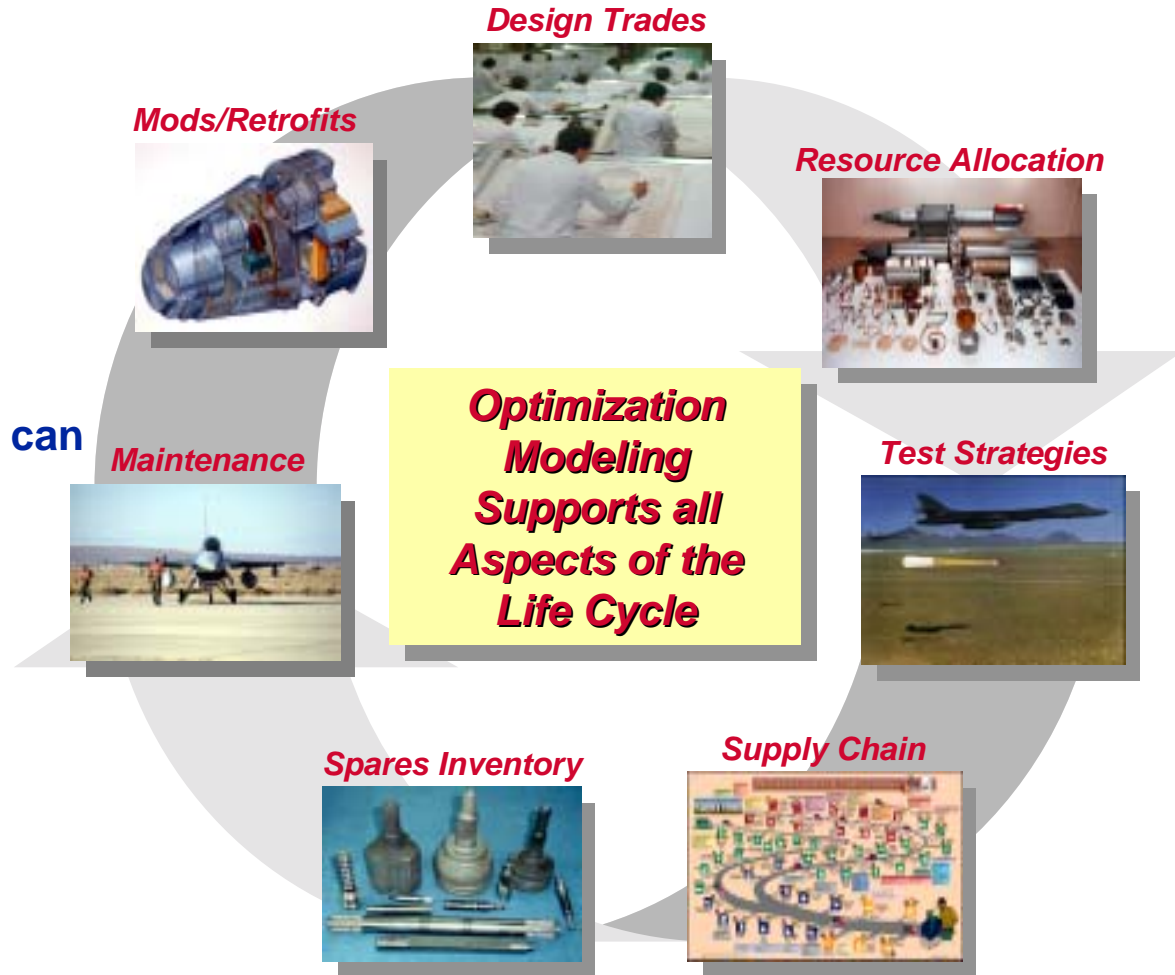 Design Trades
Mods/Retrofits
Resource Allocation
can
Maintenance
Optimization
Modeling
Supports all
Aspects of the
Life Cycle
Test Strategies
Spares Inventory
Supply Chain